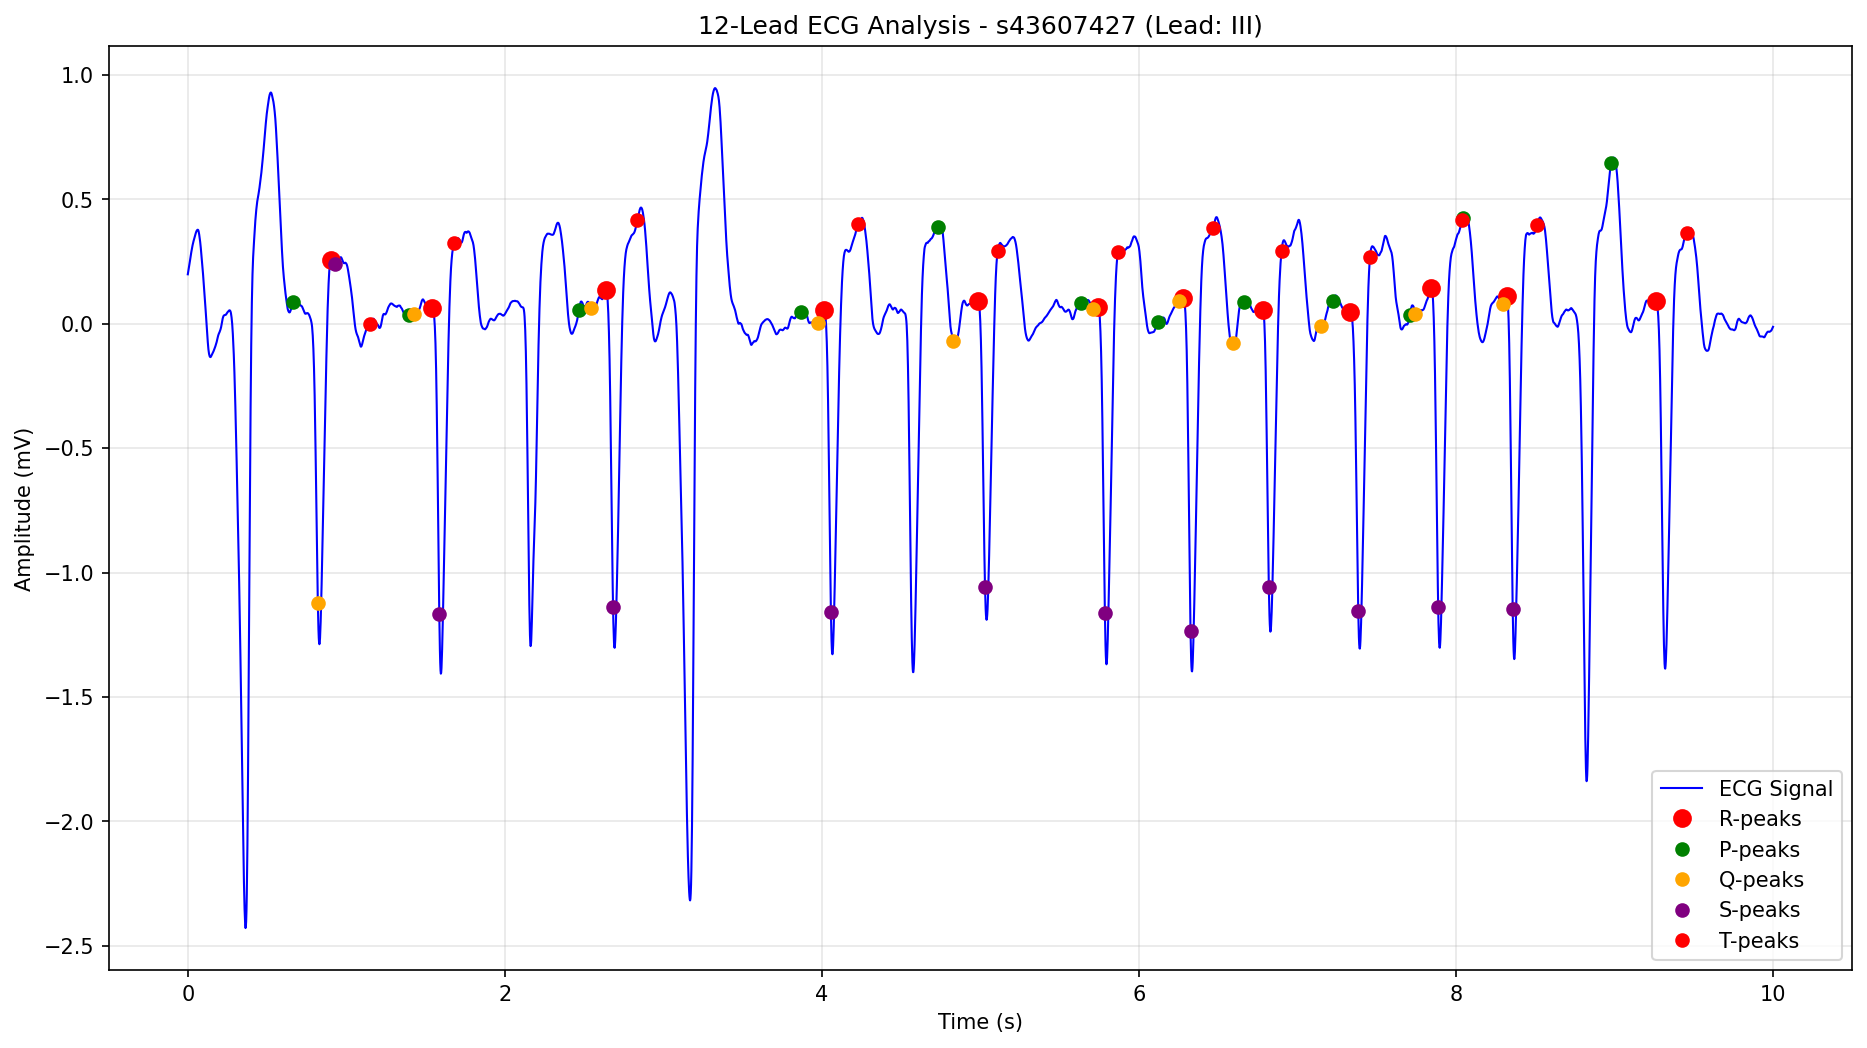 12-Lead ECG Analysis - s43607427 (Lead: III)
Amplitude (mV)
1.0
0.5
0.0
−0.5
−1.0
−1.5
−2.0
−2.5
0 2 4 6 8 10
Time (s)
ECG Signal
R-peaks
P-peaks
Q-peaks
S-peaks
T-peaks